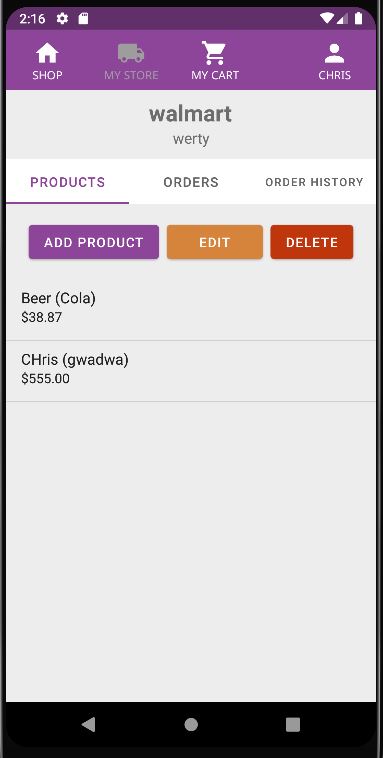 2:16
SHOP MY STORE MY CART CHRIS
walmart
werty
PRODUCTS ORDERS ORDER HISTORY
ADD PRODUCT EDIT DELETE
Beer (Cola)
$38.87
CHris (gwadwa)
$555.00